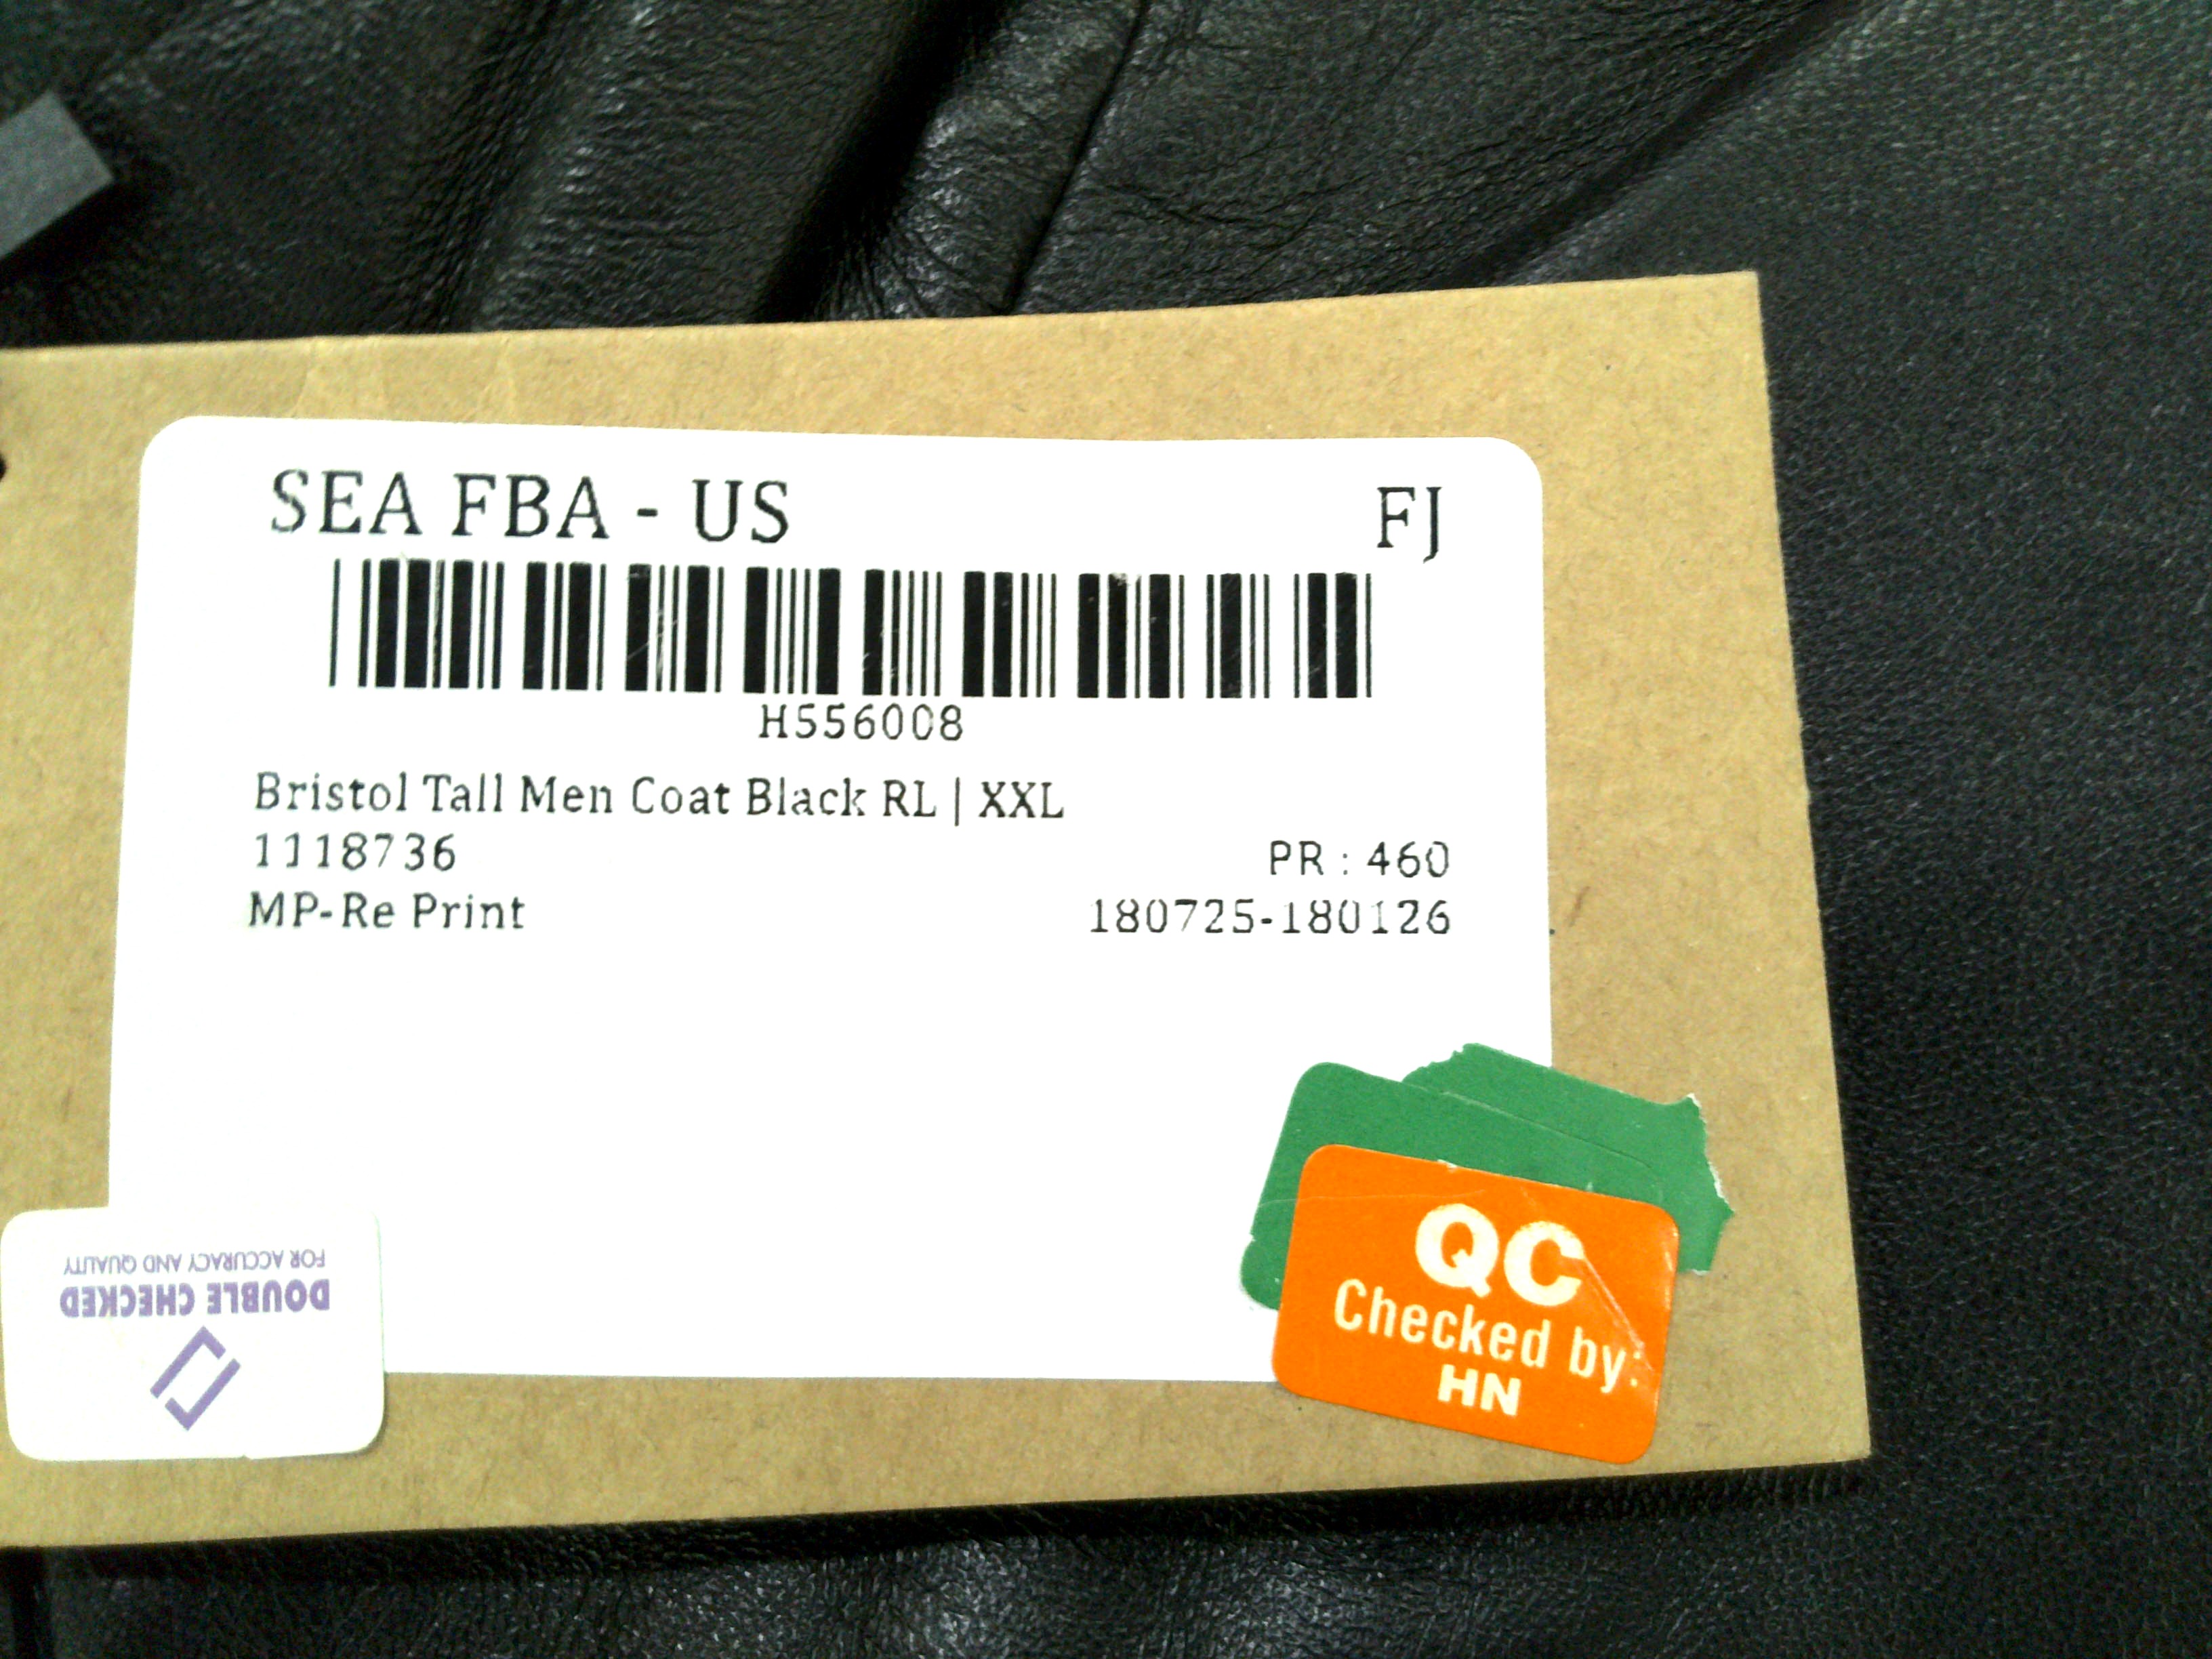 SEA FBA - US FJ
H556008
Bristol Tall Men Coat Black RL | XXL
1118736 PR : 460
MP-Re Print 180725-180126
QC
Checked by:
HN
DOUBLE CHECKED
FOR ACCURACY AND QUALITY